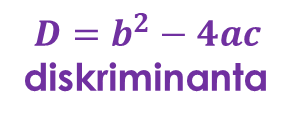 D = b² − 4ac
diskriminanta